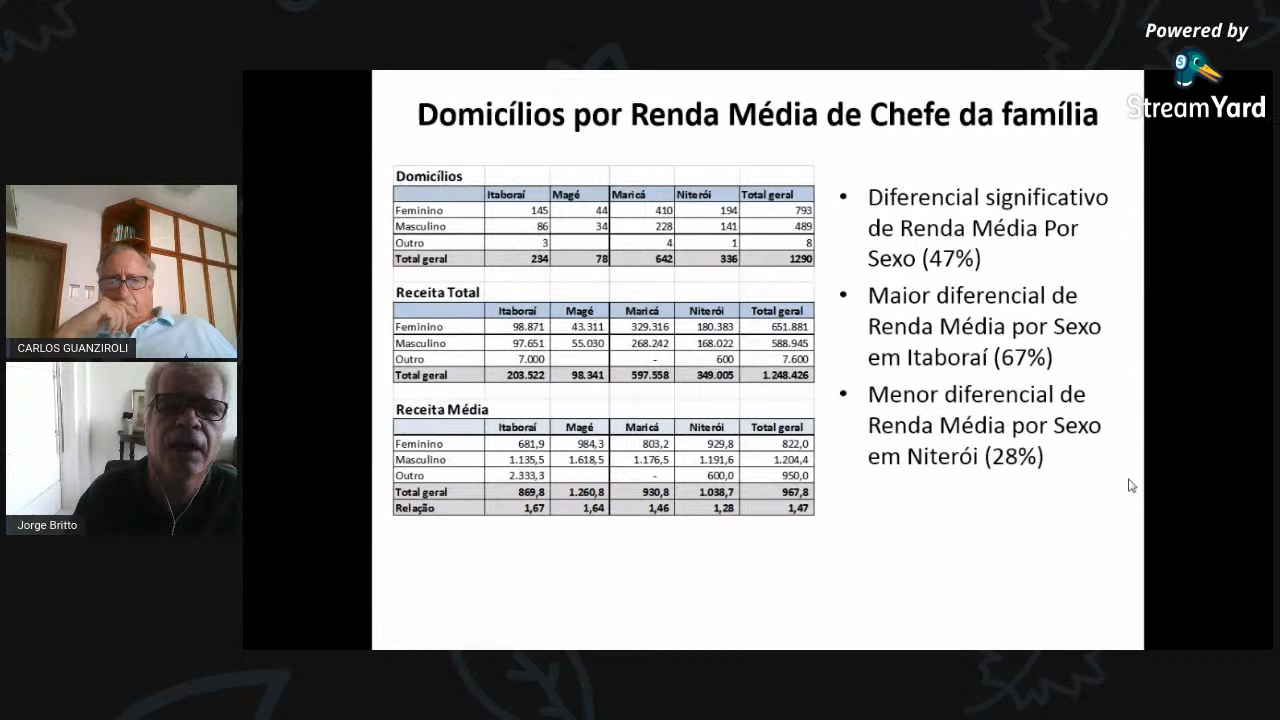 Powered by
StreamYard
Domicílios por Renda Média de Chefe da família
Domicílios
Itaboraí Magé Maricá Niterói Total geral
Feminino 145 44 410 194 793
Masculino 86 34 228 141 489
Outro 3 4 1 8
Total geral 234 78 642 336 1290
Receita Total
Itaboraí Magé Maricá Niterói Total geral
Feminino 98.871 43.311 329.316 180.383 651.881
Masculino 97.651 55.030 268.242 168.022 588.945
Outro 7.000 - 600 7.600
Total geral 203.522 98.341 597.558 349.005 1.248.426
Receita Média
Itaboraí Magé Maricá Niterói Total geral
Feminino 681,9 984,3 803,2 929,8 822,0
Masculino 1.135,5 1.618,5 1.176,5 1.191,6 1.204,4
Outro 2.333,3 - 600,0 950,0
Total geral 869,8 1.260,8 930,8 1.038,7 967,8
Relação 1,67 1,64 1,46 1,28 1,47
• Diferencial significativo
de Renda Média Por
Sexo (47%)
• Maior diferencial de
Renda Média por Sexo
em Itaboraí (67%)
• Menor diferencial de
Renda Média por Sexo
em Niterói (28%)
CARLOS GUANZIROLI
Jorge Britto